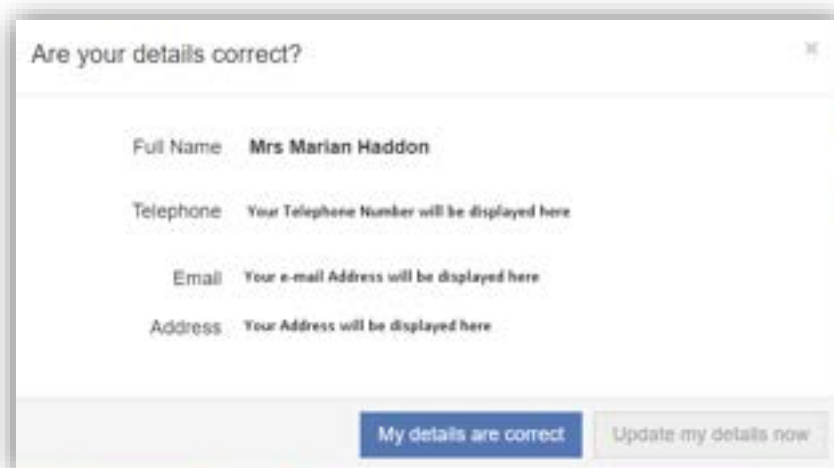 Are your details correct? ×
Full Name Mrs Marian Haddon
Telephone Your Telephone Number will be displayed here
Email Your e-mail Address will be displayed here
Address Your Address will be displayed here
My details are correct Update my details now